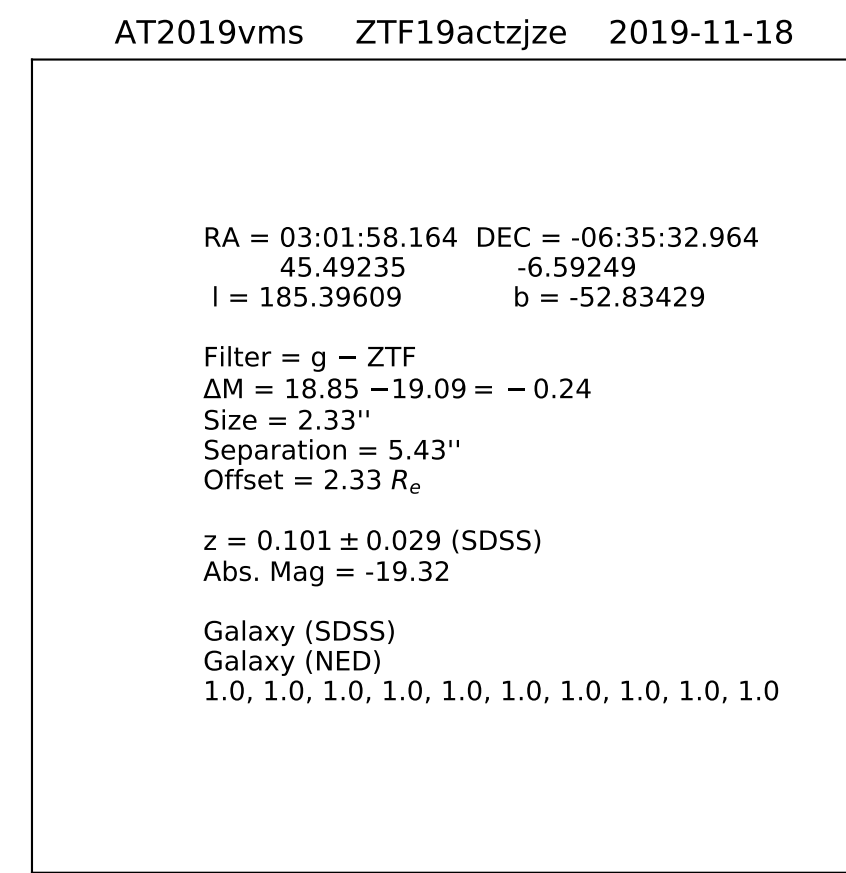 AT2019vms ZTF19actzjze 2019-11-18
RA = 03:01:58.164 DEC = -06:35:32.964
45.49235 -6.59249
l = 185.39609 b = -52.83429
Filter = g − ZTF
ΔM = 18.85 −19.09 = − 0.24
Size = 2.33''
Separation = 5.43''
Offset = 2.33 Rₑ
z = 0.101 ± 0.029 (SDSS)
Abs. Mag = -19.32
Galaxy (SDSS)
Galaxy (NED)
1.0, 1.0, 1.0, 1.0, 1.0, 1.0, 1.0, 1.0, 1.0, 1.0